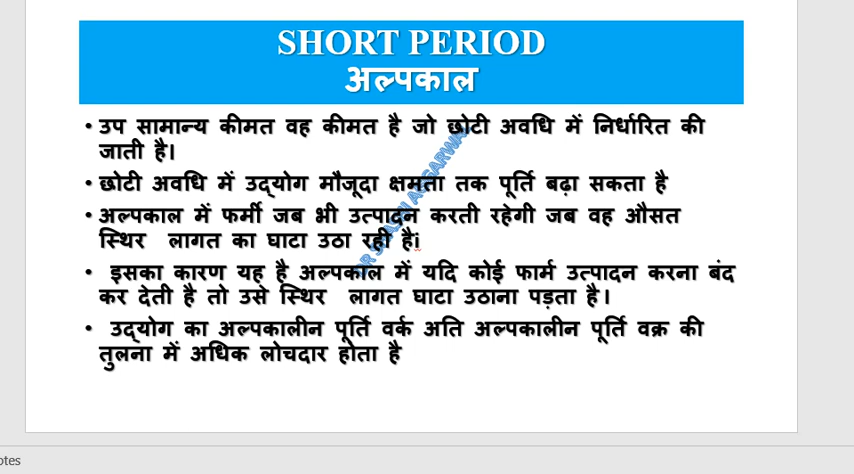 SHORT PERIOD
अल्पकाल
• उप सामान्य कीमत वह कीमत है जो छोटी अवधि में निर्धारित की
जाती है।
• छोटी अवधि में उद्योग मौजूदा क्षमता तक पूर्ति बढ़ा सकता है
• अल्पकाल में फर्मी जब भी उत्पादन करती रहेगी जब वह औसत
स्थिर लागत का घाटा उठा रही हैi
• इसका कारण यह है अल्पकाल में यदि कोई फार्म उत्पादन करना बंद
कर देती है तो उसे स्थिर लागत घाटा उठाना पड़ता है।
• उद्योग का अल्पकालीन पूर्ति वर्क अति अल्पकालीन पूर्ति वक्र की
तुलना में अधिक लोचदार होता है
otes